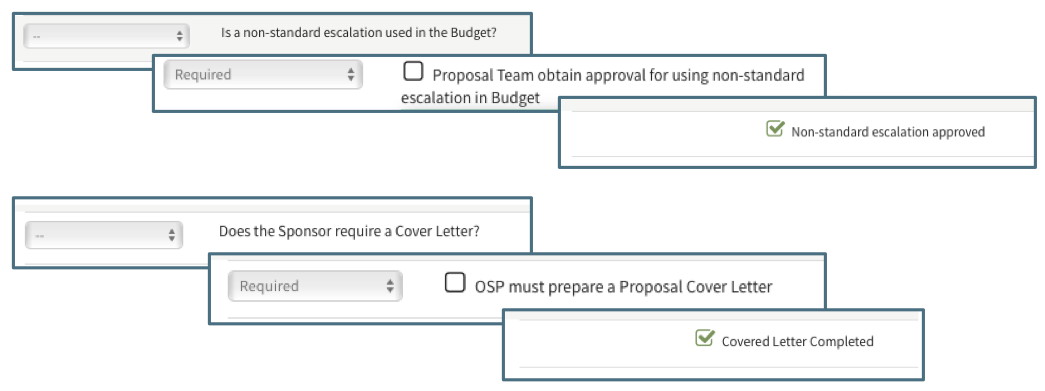 -- Is a non-standard escalation used in the Budget?
Required Proposal Team obtain approval for using non-standard
escalation in Budget
Non-standard escalation approved
-- Does the Sponsor require a Cover Letter?
Required OSP must prepare a Proposal Cover Letter
Covered Letter Completed